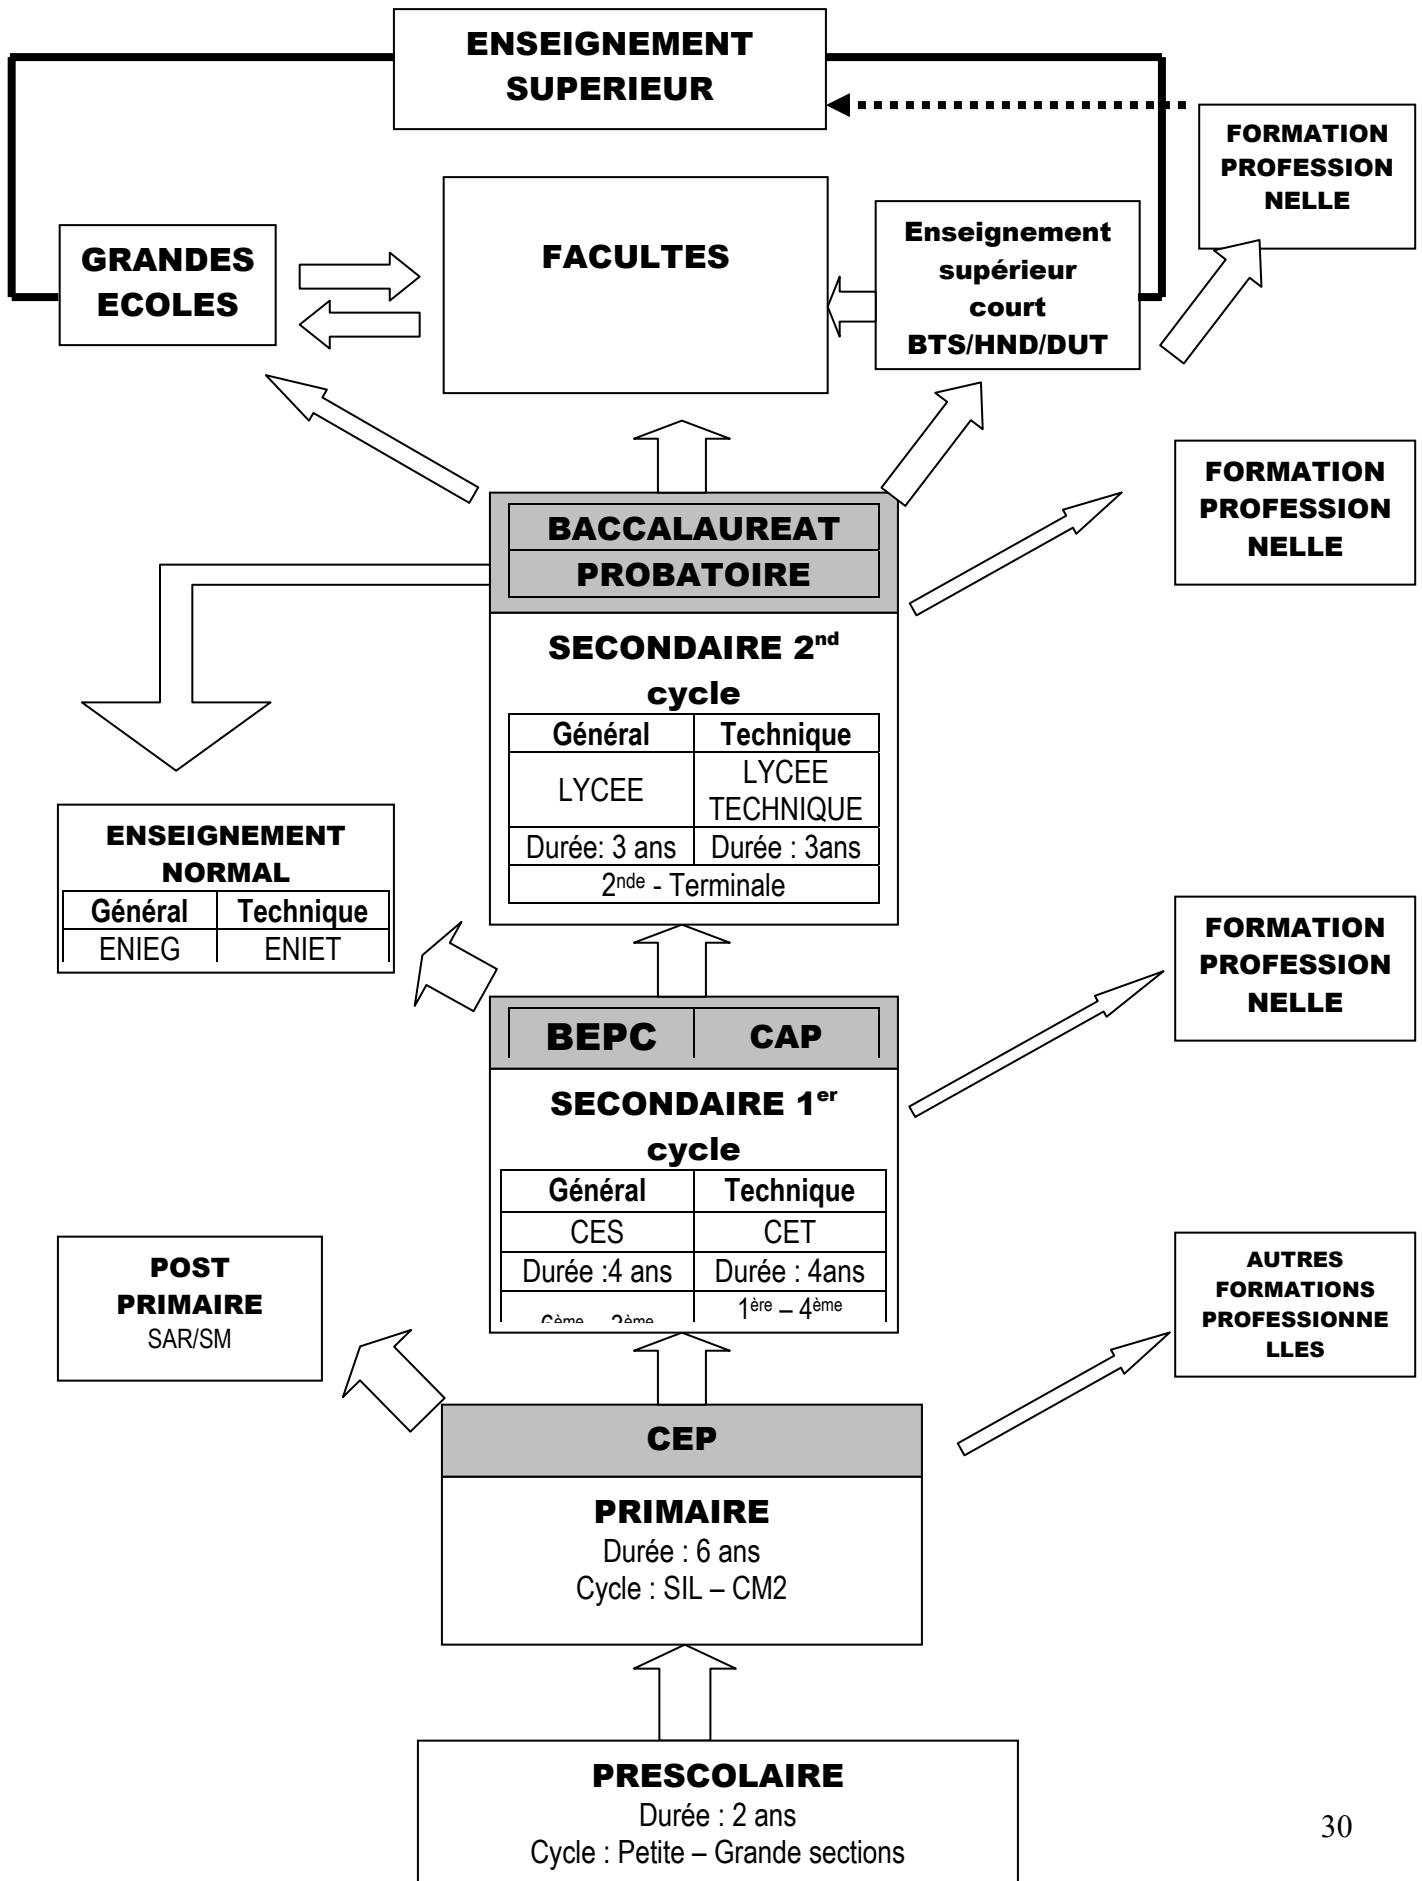 ENSEIGNEMENT
SUPERIEUR
FORMATION
PROFESSION
NELLE
GRANDES
ECOLES
FACULTES
Enseignement
supérieur
court
BTS/HND/DUT
FORMATION
PROFESSION
NELLE
BACCALAUREAT
PROBATOIRE
SECONDAIRE 2nd
cycle
Général Technique
LYCEE LYCEE
TECHNIQUE
Durée: 3 ans Durée : 3ans
2nde - Terminale
ENSEIGNEMENT
NORMAL
Général Technique
ENIEG ENIET
FORMATION
PROFESSION
NELLE
BEPC CAP
SECONDAIRE 1er
cycle
Général Technique
CES CET
Durée :4 ans Durée : 4ans
1ère – 4ème
POST
PRIMAIRE
SAR/SM
AUTRES
FORMATIONS
PROFESSIONNE
LLES
CEP
PRIMAIRE
Durée : 6 ans
Cycle : SIL – CM2
PRESCOLAIRE
Durée : 2 ans
Cycle : Petite – Grande sections
30